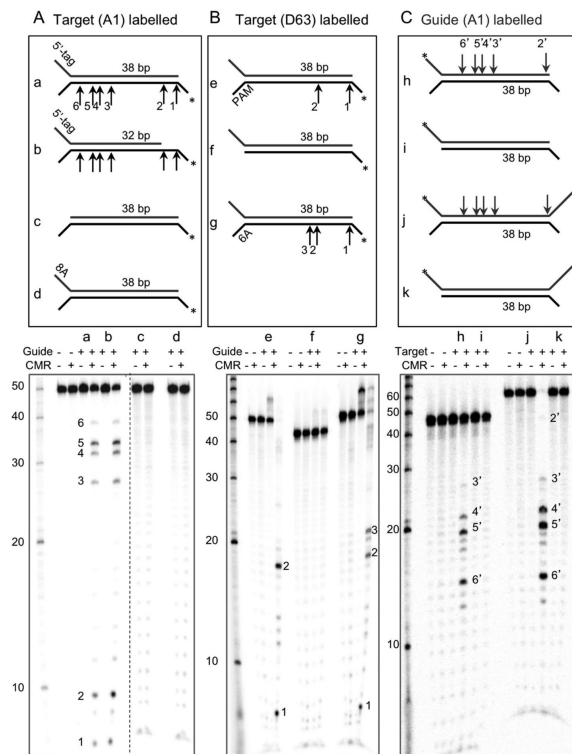 A Target (A1) labelled
B Target (D63) labelled
C Guide (A1) labelled
5'-tag
38 bp
a
6 5 4 3 2 1 *
5'-tag
32 bp
b
*
38 bp
c
*
8A
38 bp
d
*
38 bp
e
PAM 2 1 *
38 bp
f
*
38 bp
g
6A 3 2 1 *
6' 5' 4' 3' 2'
*
h
38 bp
*
i
38 bp
*
j
38 bp
*
k
38 bp
a b c d
Guide - - + + + + + + + +
CMR - + - + - + - + - +
50
40
30
20
10
6
5
4
3
2
1
e f g
Guide - - + + - - + + - - + +
CMR - + - + - + - + - + - +
50
40
30
20
10
2
1
3
2
1
h i j k
Target - - + + + + - - + + + +
CMR - + - + - + - + - + - +
60
50
40
30
20
10
3'
4'
5'
6'
2'
3'
4'
5'
6'